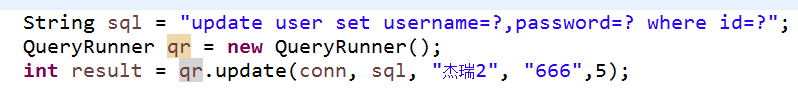 String sql = "update user set username=?,password=? where id=?";
QueryRunner qr = new QueryRunner();
int result = qr.update(conn, sql, "杰瑞2", "666",5);